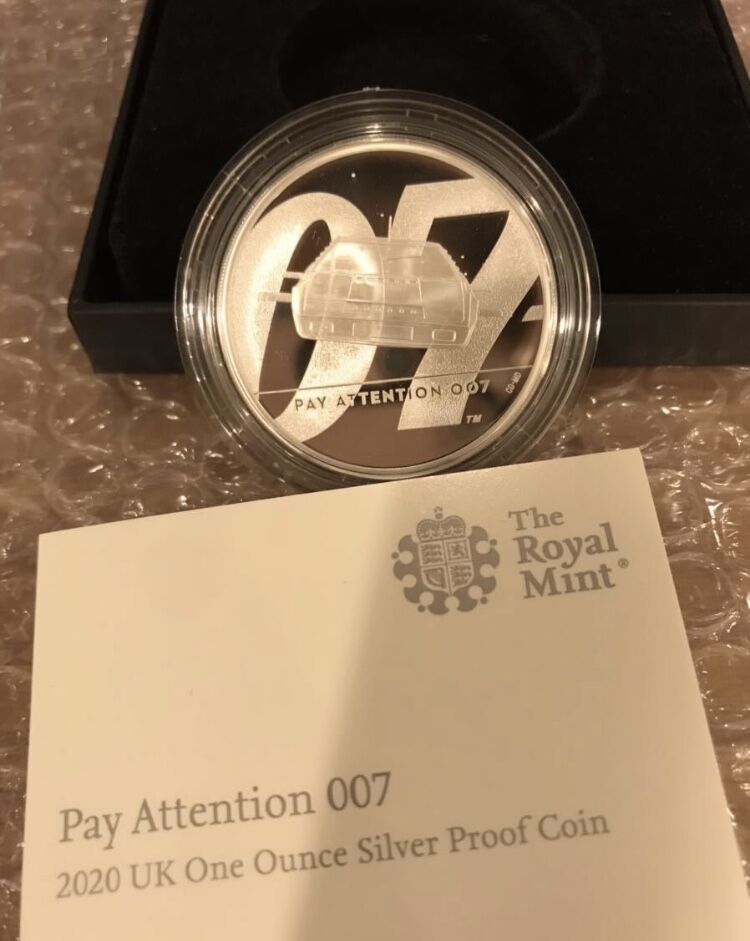 007
PAY ATTENTION 007
TM
The
Royal
Mint®
Pay Attention 007
2020 UK One Ounce Silver Proof Coin